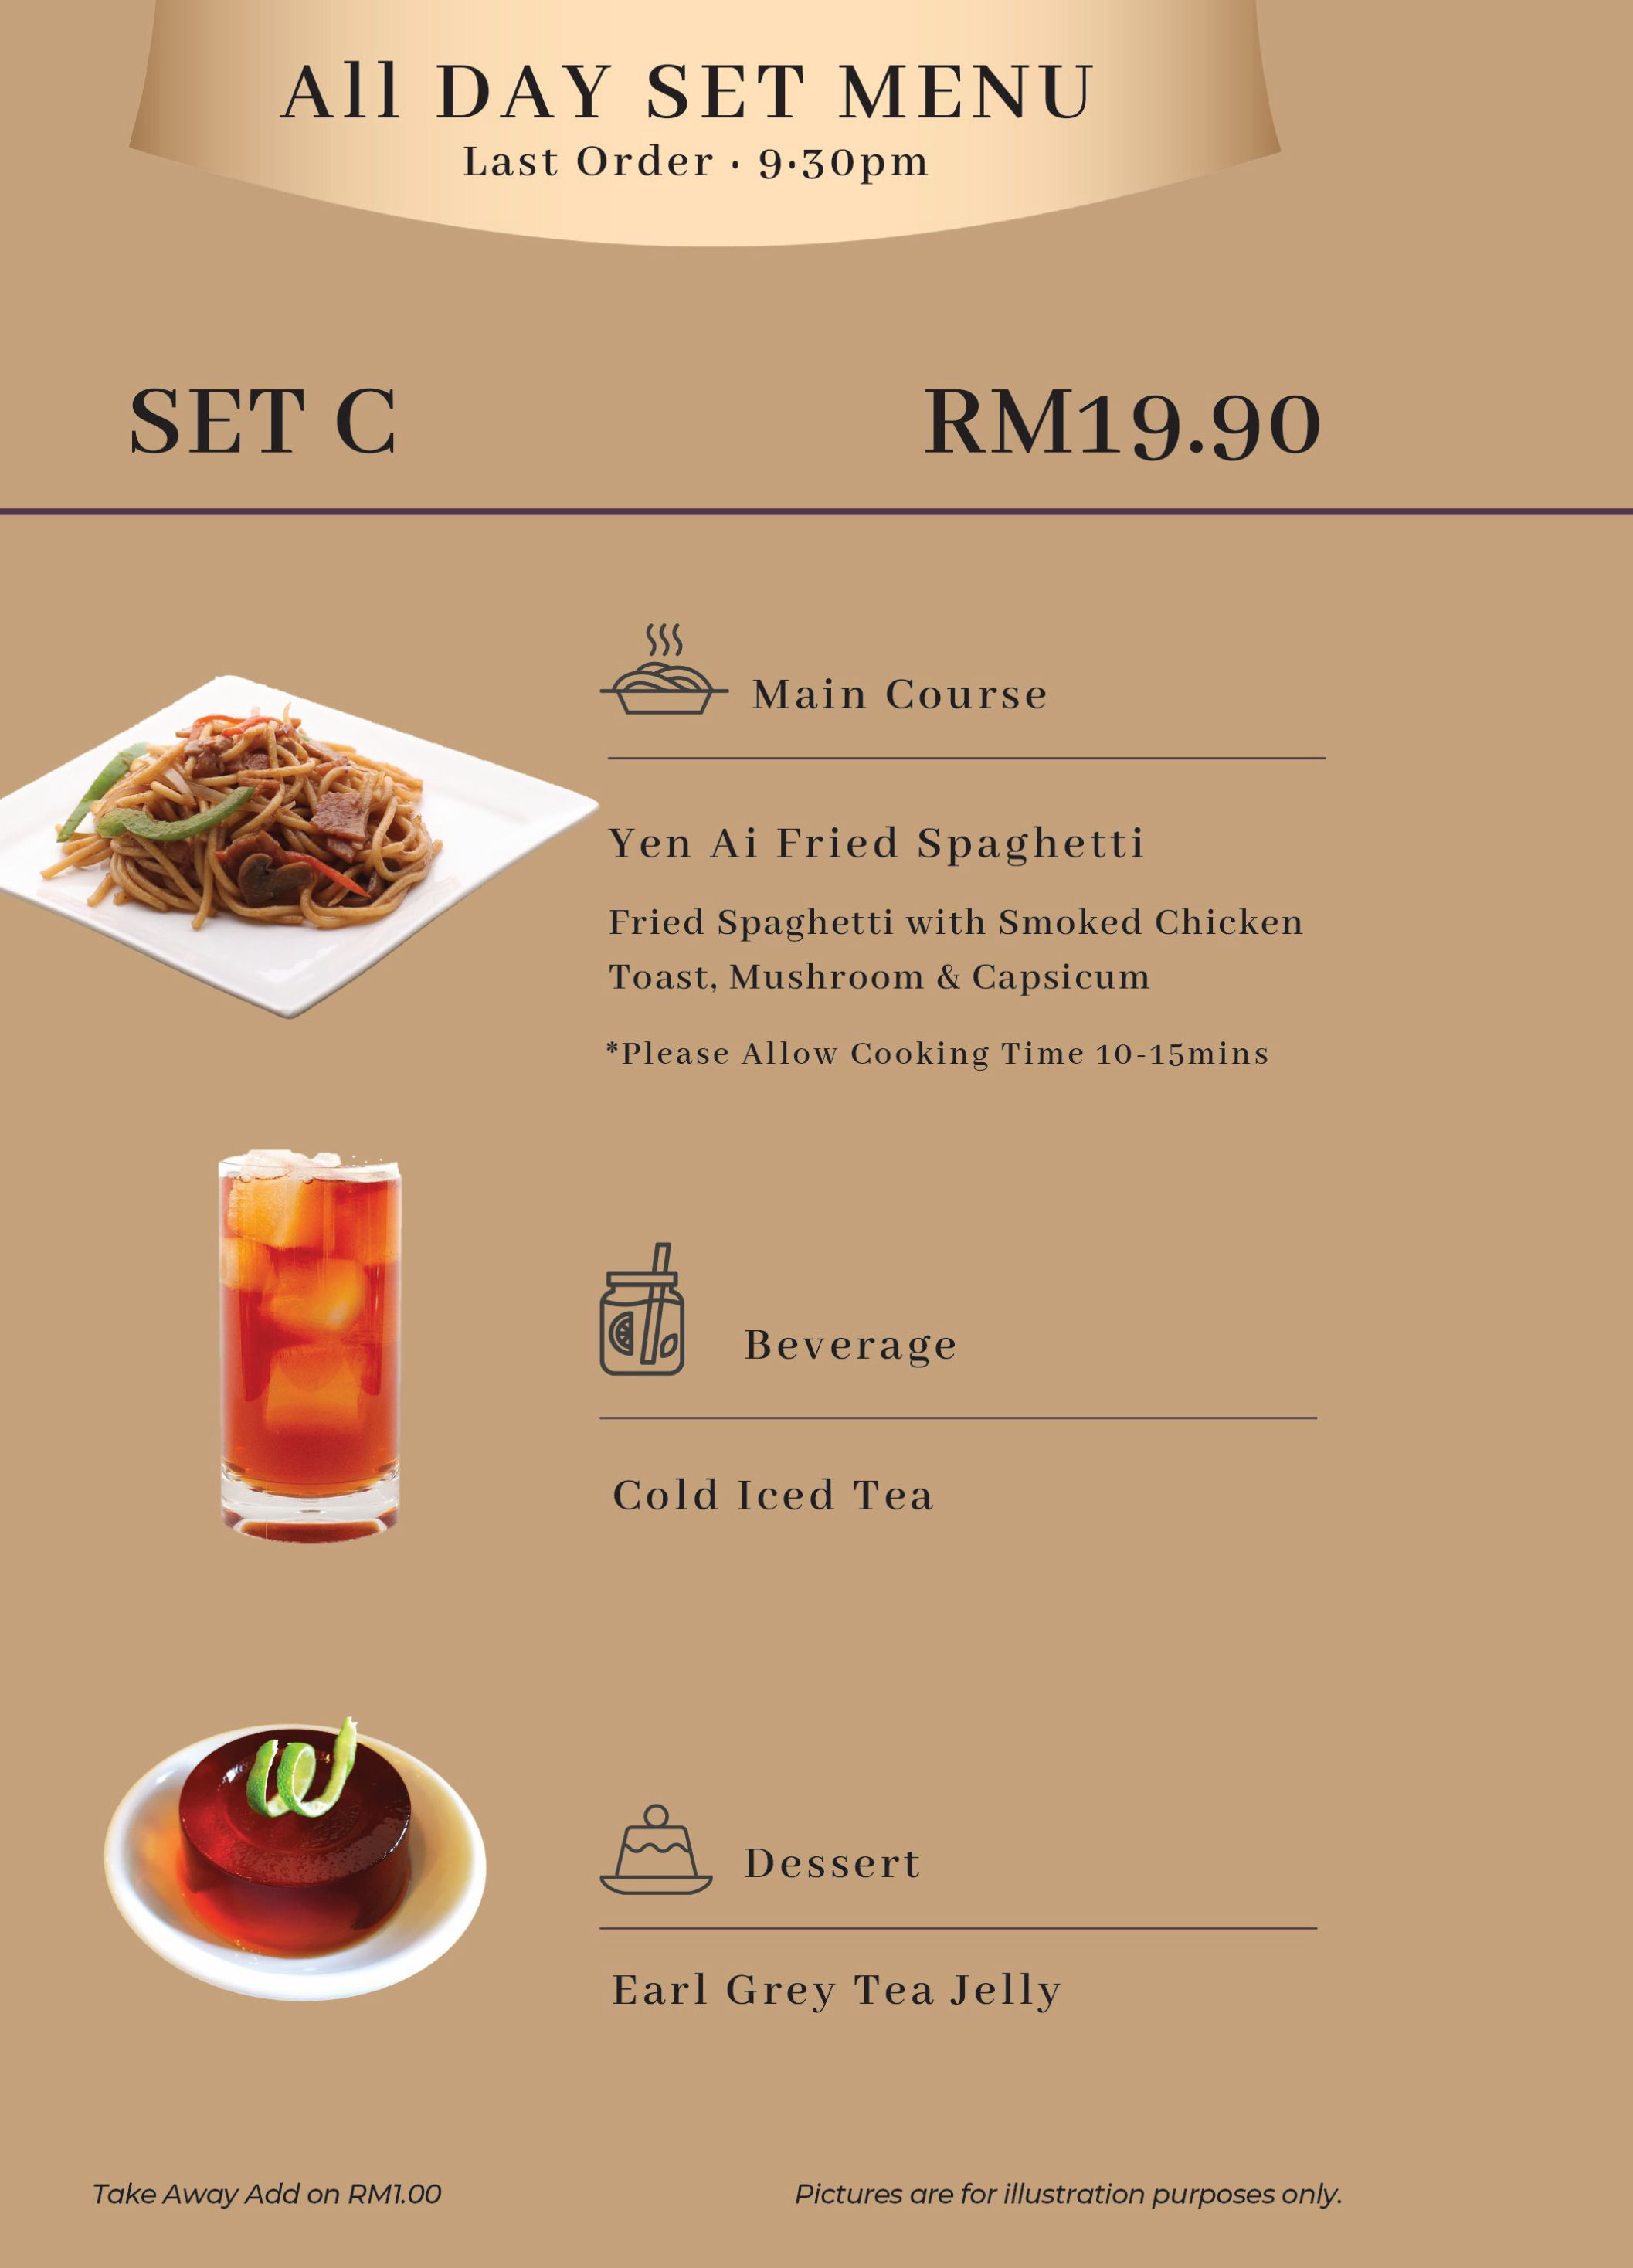 All DAY SET MENU
Last Order · 9·30pm
SET C
RM19.90
Main Course
Yen Ai Fried Spaghetti
Fried Spaghetti with Smoked Chicken
Toast, Mushroom & Capsicum
*Please Allow Cooking Time 10-15mins
Beverage
Cold Iced Tea
Dessert
Earl Grey Tea Jelly
Take Away Add on RM1.00
Pictures are for illustration purposes only.